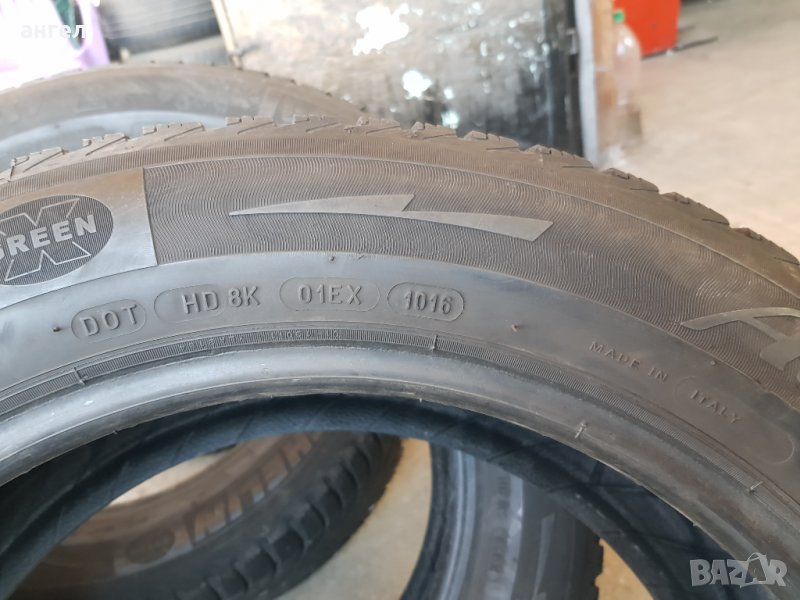 ангел
GREEN X
DOT HD 8K 01EX 1016
MADE IN ITALY
BAZAR